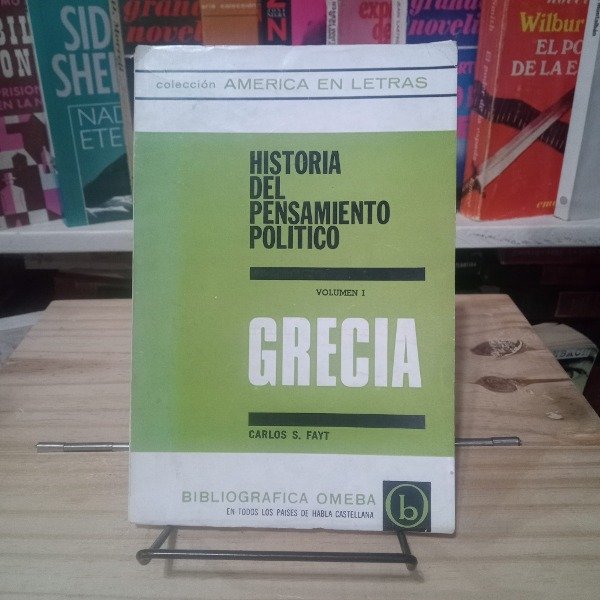 colección AMERICA EN LETRAS
HISTORIA
DEL
PENSAMIENTO
POLITICO
VOLUMEN I
GRECIA
CARLOS S. FAYT
BIBLIOGRAFICA OMEBA
EN TODOS LOS PAISES DE HABLA CASTELLANA
b
SID
SHEL
NAD
ETE
Wilbur
EL PO
DE LA E